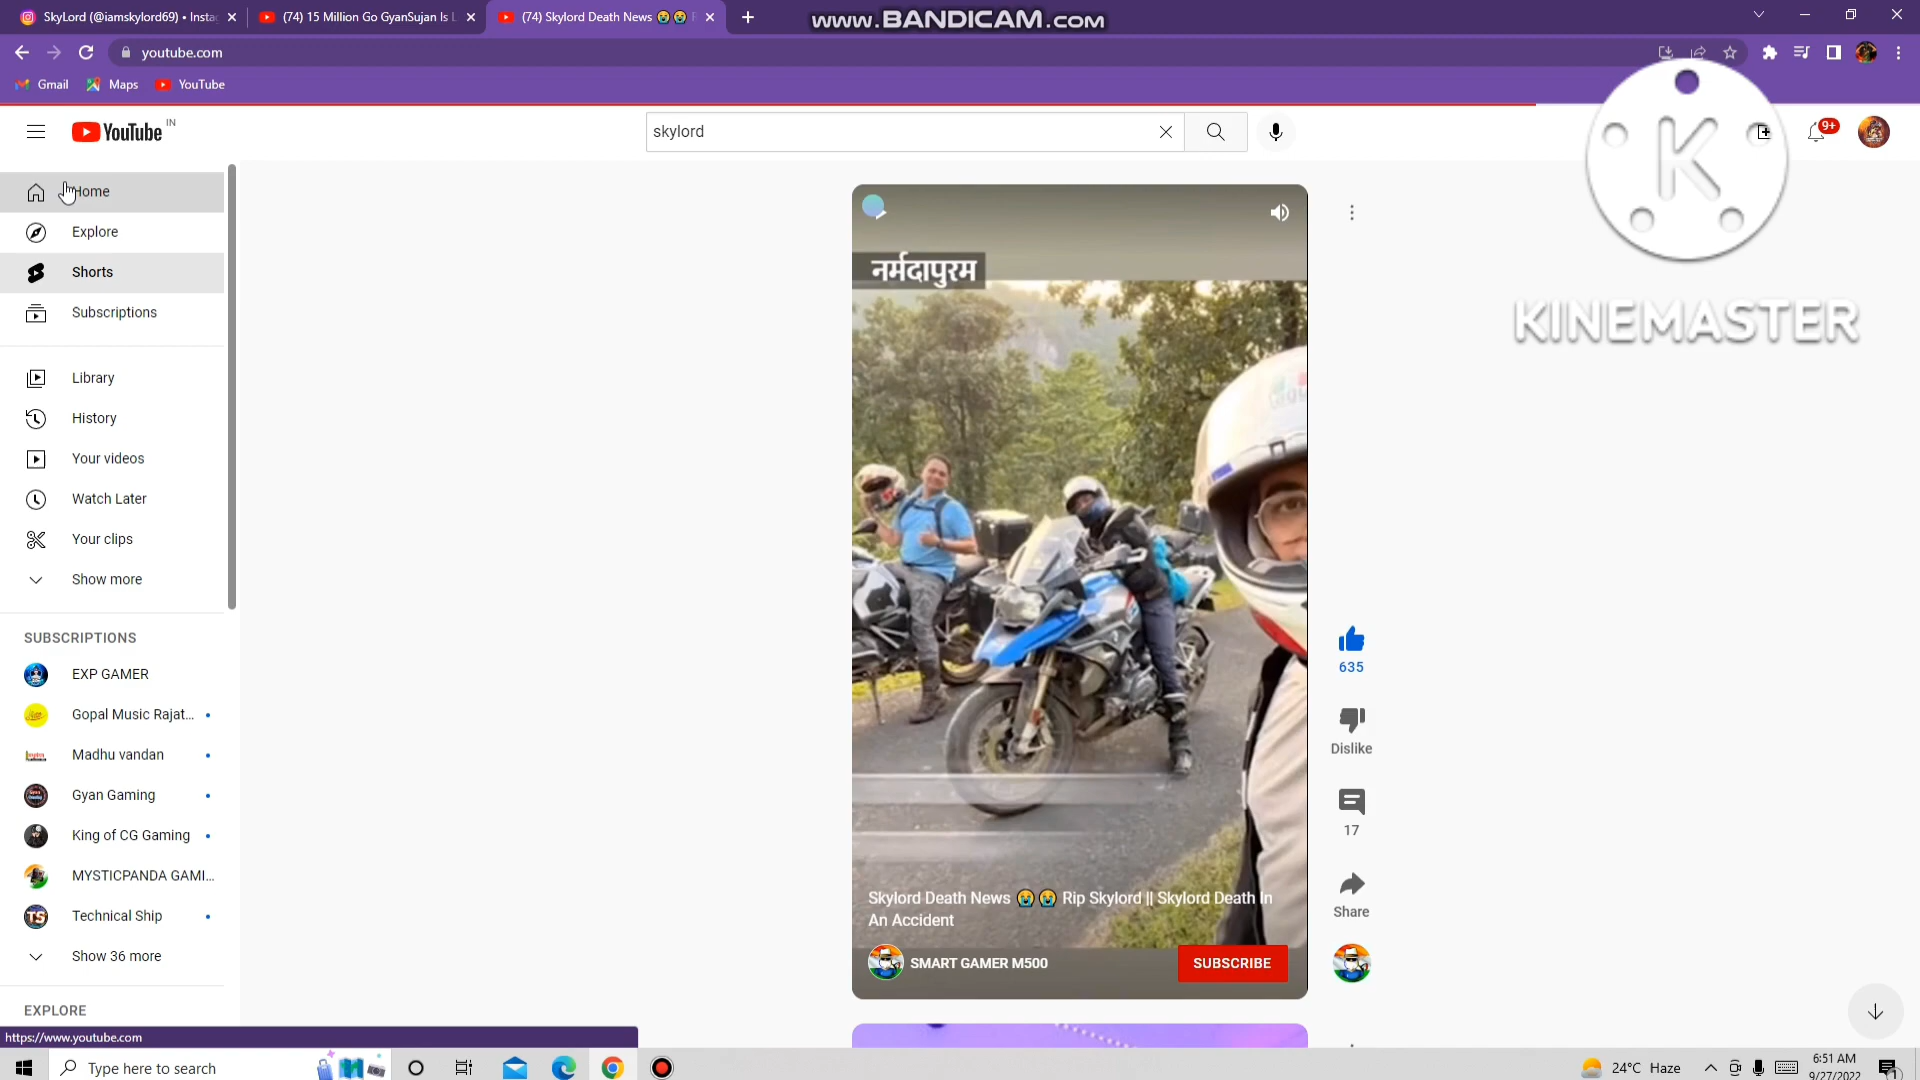 SkyLord (@iamskylord69) • Insta
(74) 15 Million Go GyanSujan Is L
(74) Skylord Death News 😭😭 R
www.BANDICAM.com
youtube.com
Gmail
Maps
YouTube
YouTube IN
skylord
9+
Home
Explore
Shorts
Subscriptions
Library
History
Your videos
Watch Later
Your clips
Show more
SUBSCRIPTIONS
EXP GAMER
Gopal Music Rajat...
Madhu vandan
Gyan Gaming
King of CG Gaming
MYSTICPANDA GAMI...
Technical Ship
Show 36 more
EXPLORE
https://www.youtube.com
नर्मदापुरम
635
Dislike
17
Share
Skylord Death News 😭😭 Rip Skylord || Skylord Death In
An Accident
SMART GAMER M500
SUBSCRIBE
K
KINEMASTER
Type here to search
24°C Haze
6:51 AM
9/27/2022
1